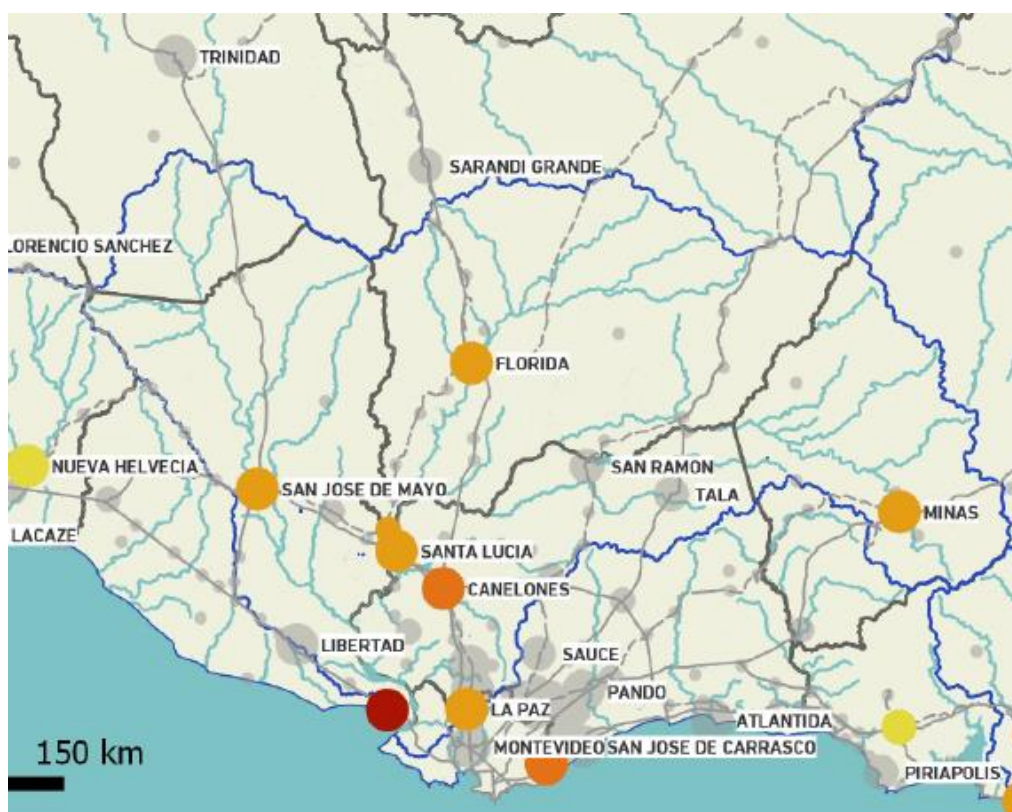 TRINIDAD
SARANDI GRANDE
LORENCIO SANCHEZ
FLORIDA
NUEVA HELVECIA
SAN JOSE DE MAYO
SAN RAMON
TALA
MINAS
LACAZE
SANTA LUCIA
CANELONES
LIBERTAD
SAUCE
PANDO
LA PAZ
ATLANTIDA
MONTEVIDEO
SAN JOSE DE CARRASCO
150 km
PIRIAPOLIS